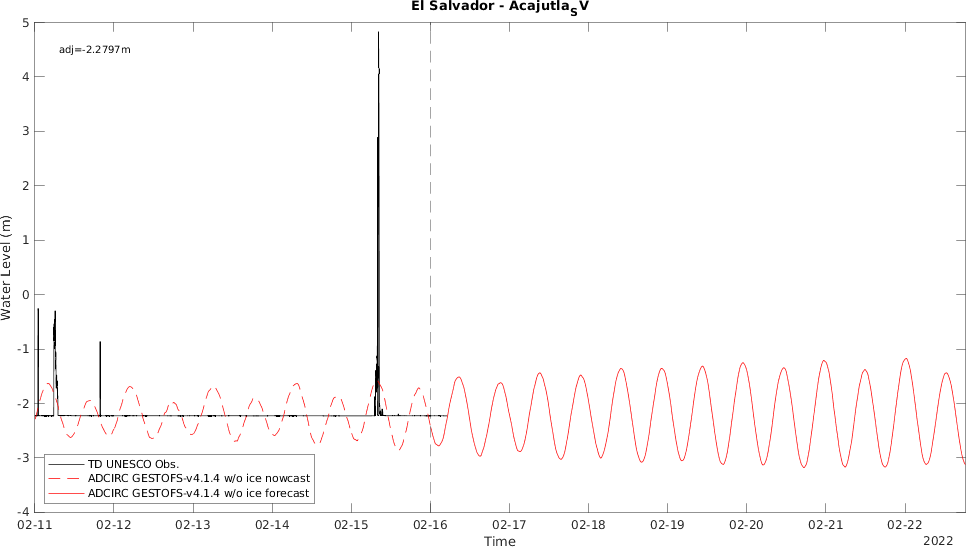 El Salvador - AcajutlaSV
adj=-2.2797m
Water Level (m)
5
4
3
2
1
0
-1
-2
-3
-4
TD UNESCO Obs.
ADCIRC GESTOFS-v4.1.4 w/o ice nowcast
ADCIRC GESTOFS-v4.1.4 w/o ice forecast
02-11 02-12 02-13 02-14 02-15 02-16 02-17 02-18 02-19 02-20 02-21 02-22
Time
2022